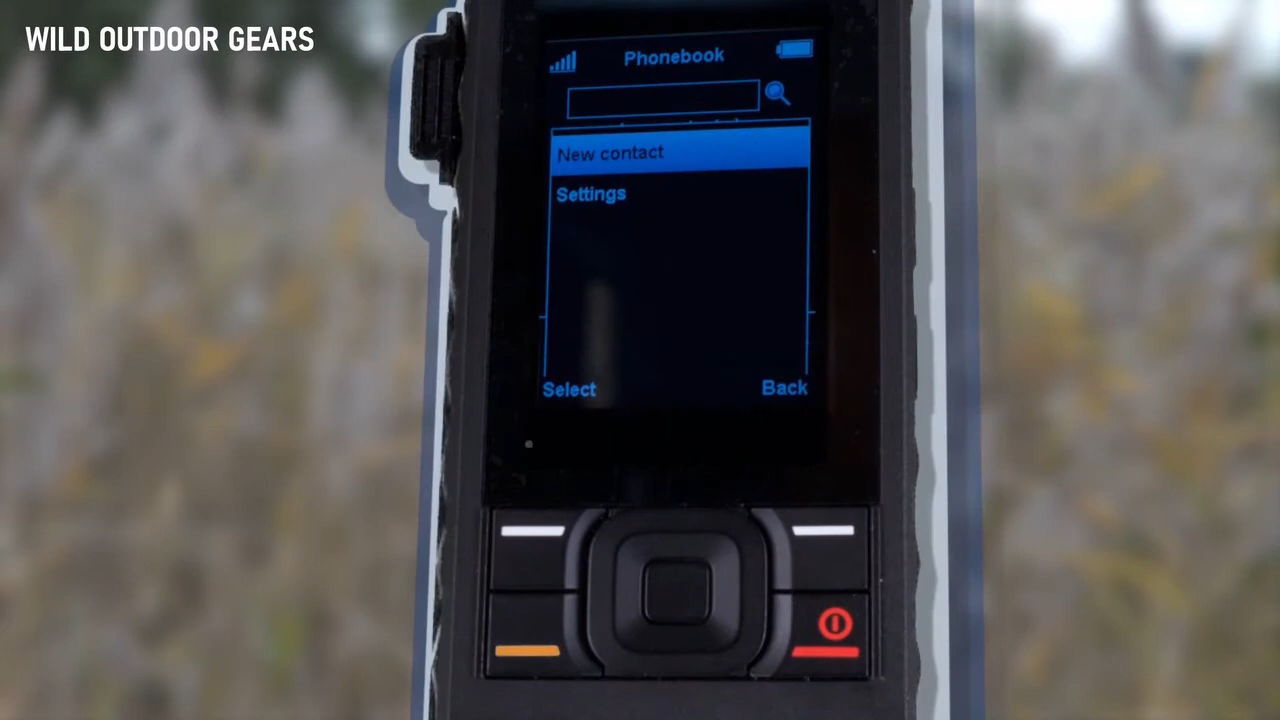 WILD OUTDOOR GEARS
Phonebook
New contact
Settings
Select
Back